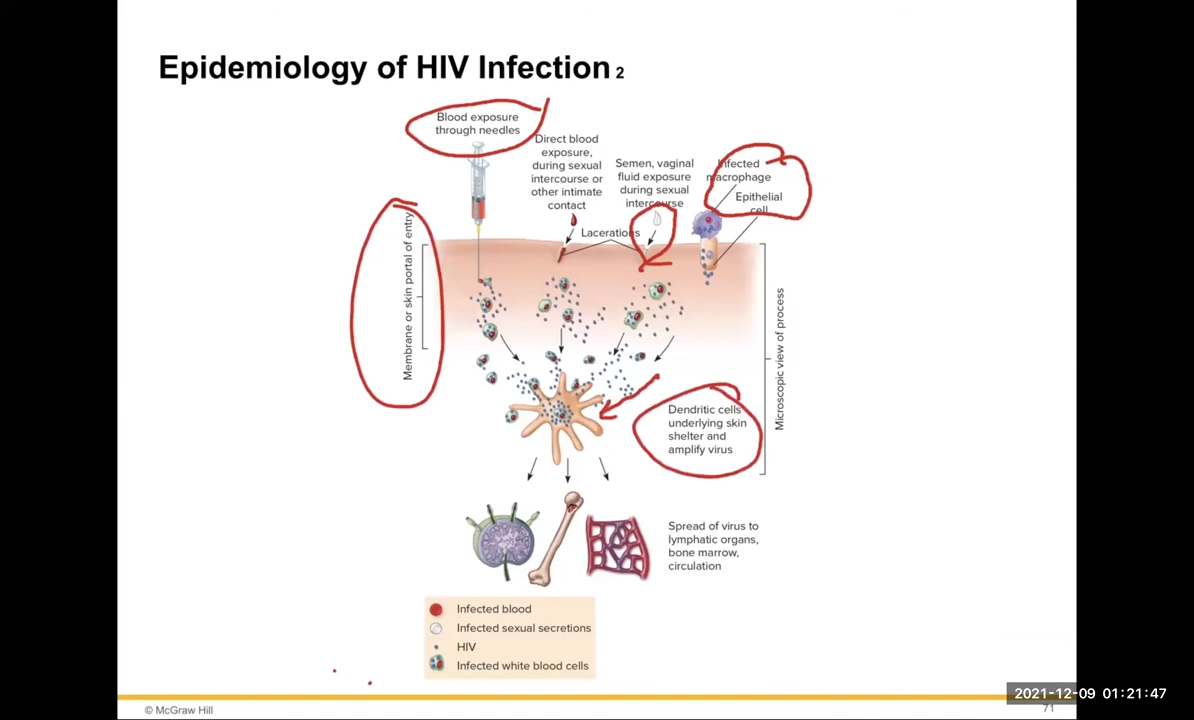 Epidemiology of HIV Infection 2
Blood exposure
through needles
Direct blood
exposure,
during sexual
intercourse or
other intimate
contact
Semen, vaginal
fluid exposure
during sexual
intercourse
Infected
macrophage
Epithelial
cell
Lacerations
Membrane or skin portal of entry
Microscopic view of process
Dendritic cells
underlying skin
shelter and
amplify virus
Spread of virus to
lymphatic organs,
bone marrow,
circulation
Infected blood
Infected sexual secretions
HIV
Infected white blood cells
© McGraw Hill
2021-12-09 01:21:47
71